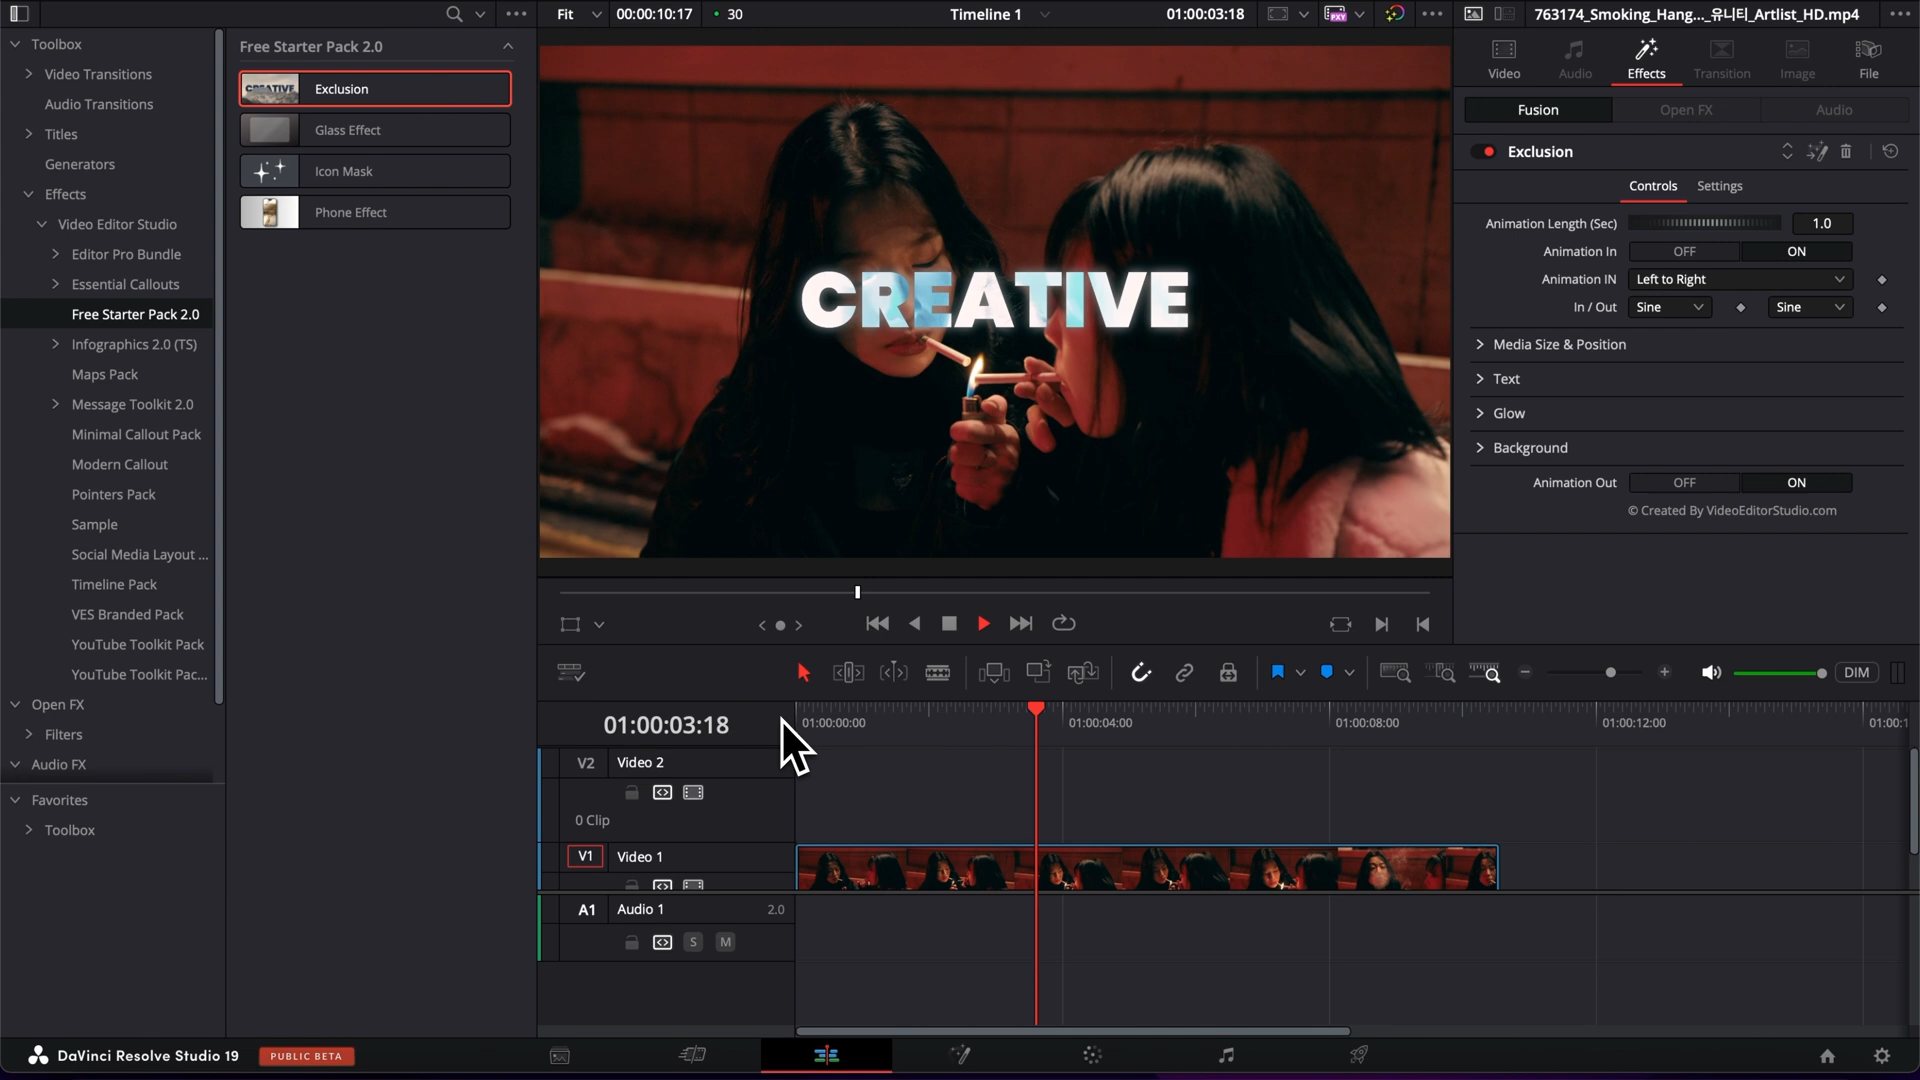 Fit
00:00:10:17
30
Timeline 1
01:00:03:18
PXY
763174_Smoking_Hang..._유니티_Artlist_HD.mp4
Toolbox
Video Transitions
Audio Transitions
Titles
Generators
Effects
Video Editor Studio
Editor Pro Bundle
Essential Callouts
Free Starter Pack 2.0
Infographics 2.0 (TS)
Maps Pack
Message Toolkit 2.0
Minimal Callout Pack
Modern Callout
Pointers Pack
Sample
Social Media Layout ...
Timeline Pack
VES Branded Pack
YouTube Toolkit Pack
YouTube Toolkit Pac...
Open FX
Filters
Audio FX
Favorites
Toolbox
Free Starter Pack 2.0
CREATIVE
Exclusion
Glass Effect
Icon Mask
Phone Effect
CREATIVE
Video
Audio
Effects
Transition
Image
File
Fusion
Open FX
Audio
Exclusion
Controls
Settings
Animation Length (Sec)
1.0
Animation In
OFF
ON
Animation IN
Left to Right
In / Out
Sine
Sine
Media Size & Position
Text
Glow
Background
Animation Out
OFF
ON
© Created By VideoEditorStudio.com
DIM
01:00:03:18
01:00:00:00
01:00:04:00
01:00:08:00
01:00:12:00
01:00:1
V2
Video 2
0 Clip
V1
Video 1
A1
Audio 1
2.0
S
M
DaVinci Resolve Studio 19
PUBLIC BETA